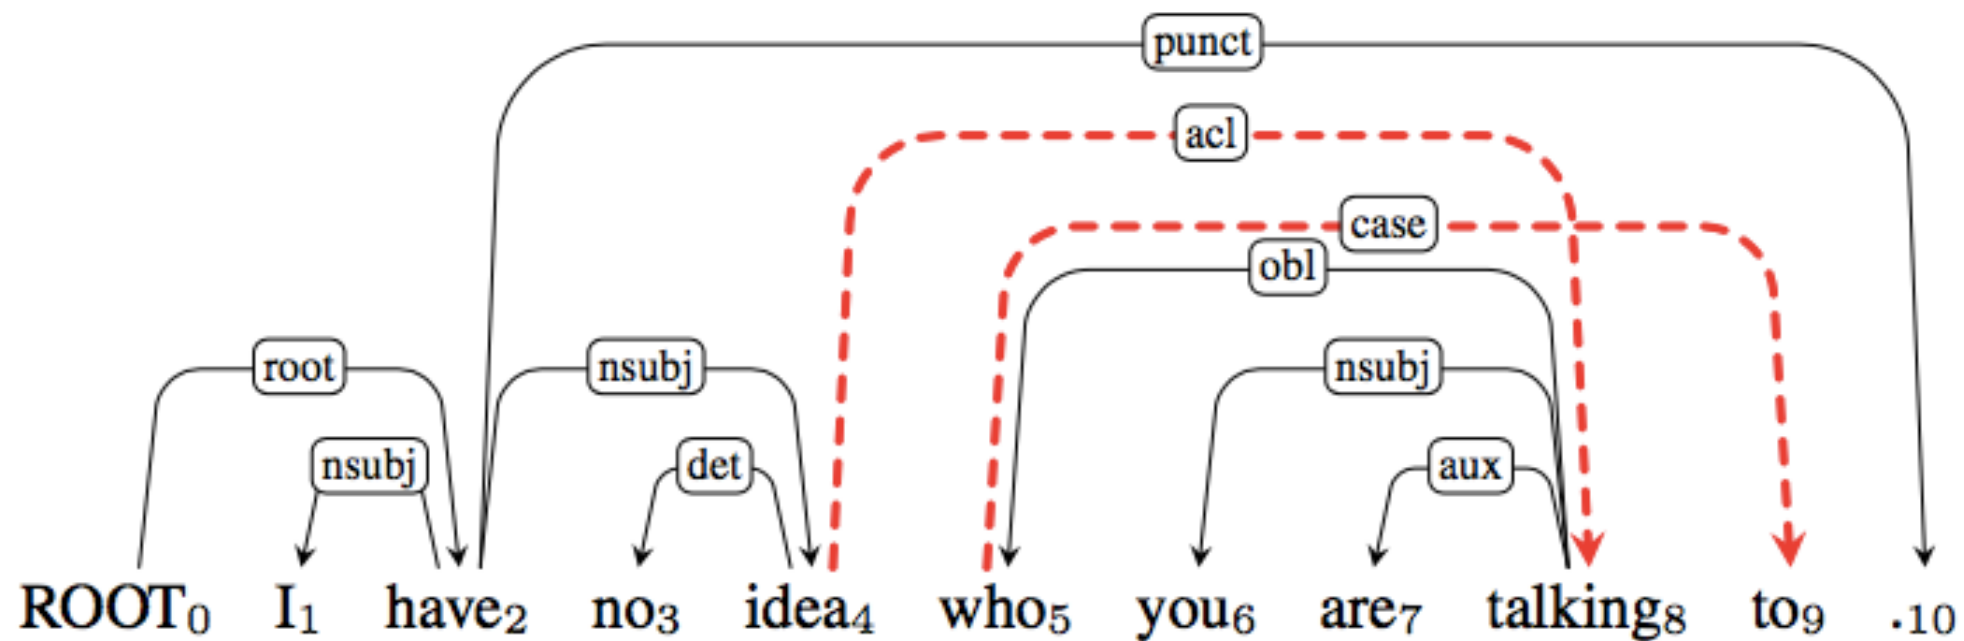 punct
acl
case
obl
root nsubj nsubj
nsubj det aux
ROOT₀ I₁ have₂ no₃ idea₄ who₅ you₆ are₇ talking₈ to₉ .₁₀